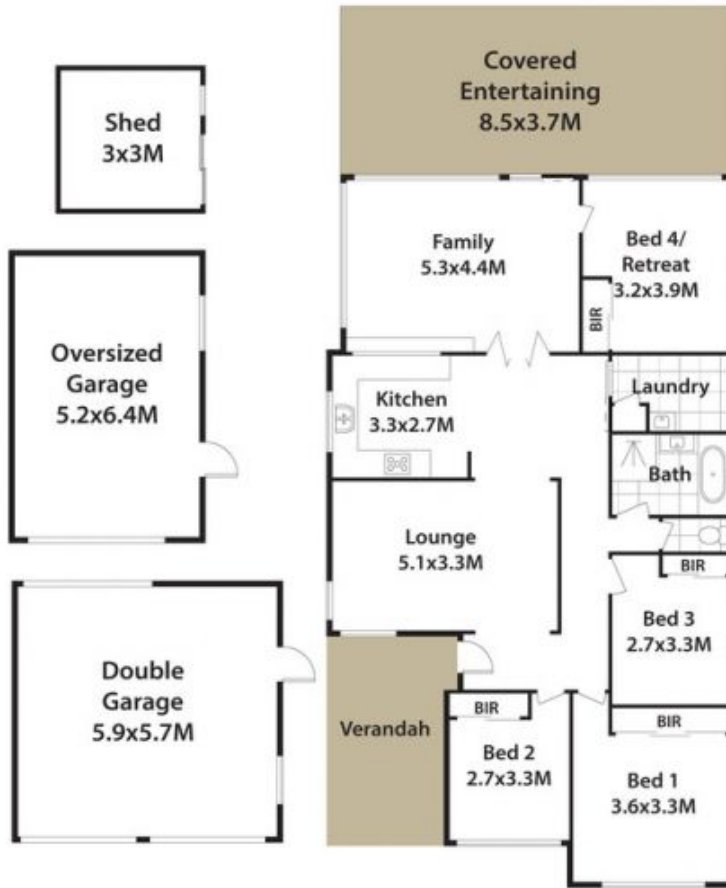 Covered
Entertaining
8.5x3.7M
Shed
3x3M
Family
5.3x4.4M
Bed 4/
Retreat
3.2x3.9M
BIR
Oversized
Garage
5.2x6.4M
Kitchen
3.3x2.7M
Laundry
Bath
Lounge
5.1x3.3M
BIR
Bed 3
2.7x3.3M
Double
Garage
5.9x5.7M
Verandah
BIR
Bed 2
2.7x3.3M
BIR
Bed 1
3.6x3.3M